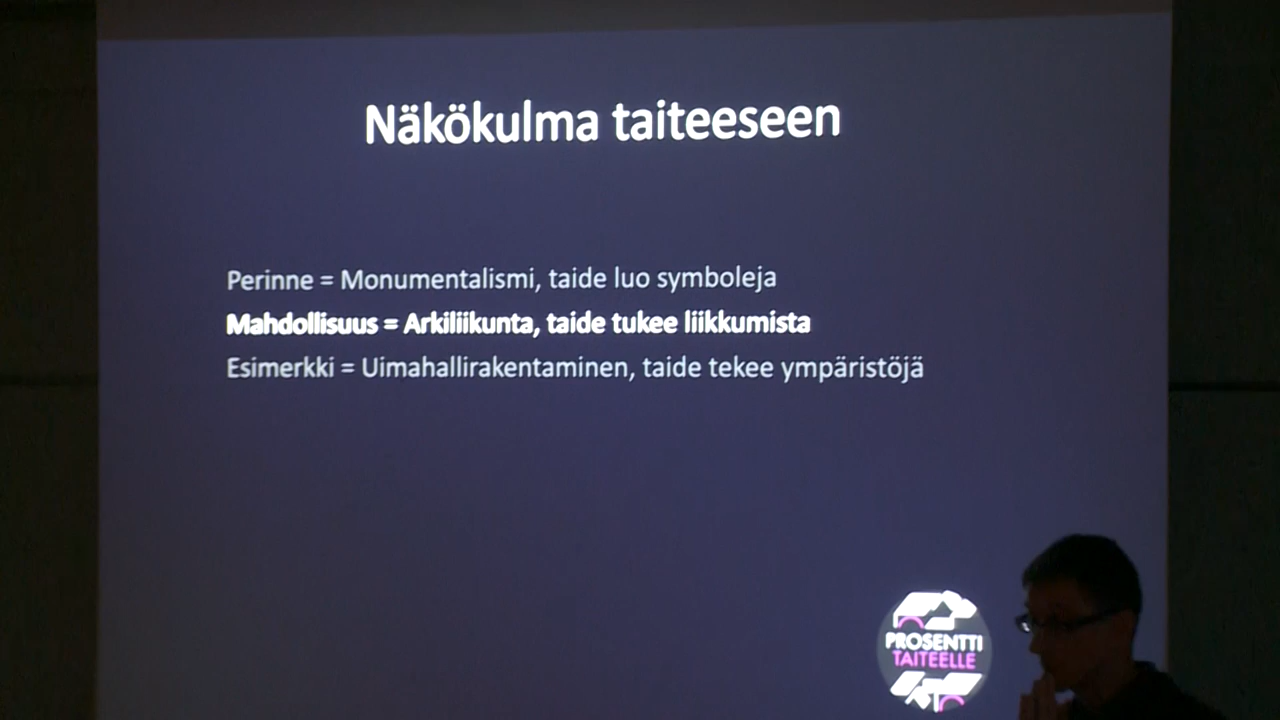 Näkökulma taiteeseen
Perinne = Monumentalismi, taide luo symboleja
Mahdollisuus = Arkiliikunta, taide tukee liikkumista
Esimerkki = Uimahallirakentaminen, taide tekee ympäristöjä
PROSENTTI
TAITEELLE